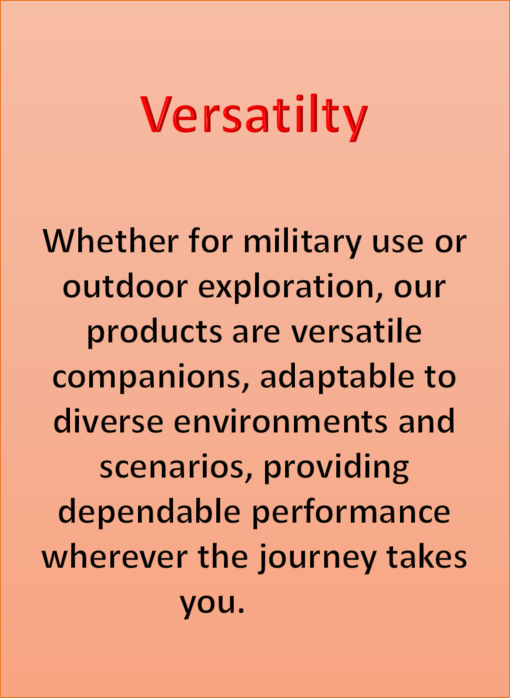 Versatilty
Whether for military use or
outdoor exploration, our
products are versatile
companions, adaptable to
diverse environments and
scenarios, providing
dependable performance
wherever the journey takes
you.